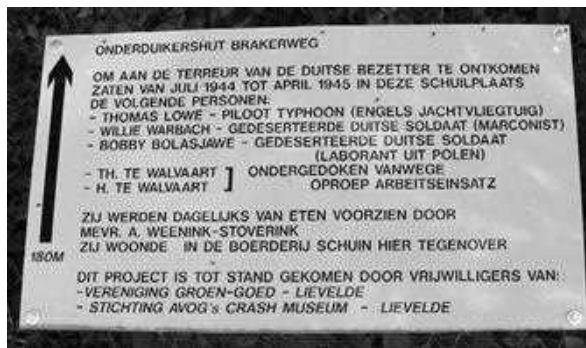 ONDERDUIKERSHUT BRAKERWEG
OM AAN DE TERREUR VAN DE DUITSE BEZETTER TE ONTKOMEN
ZATEN VAN JULI 1944 TOT APRIL 1945 IN DEZE SCHUILPLAATS
DE VOLGENDE PERSONEN:
- THOMAS LOWE - PILOOT TYPHOON (ENGELS JACHTVLIEGTUIG)
- WILLIE WARBACH - GEDESERTEERDE DUITSE SOLDAAT (MARCONIST)
- BOBBY BOLASJAWE - GEDESERTEERDE DUITSE SOLDAAT
(LABORANT UIT POLEN)
- TH. TE WALVAART ] ONDERGEDOKEN VANWEGE
- H. TE WALVAART OPROEP ARBEITSEINSATZ
ZIJ WERDEN DAGELIJKS VAN ETEN VOORZIEN DOOR
MEVR. A. WEENINK-STOVERINK
ZIJ WOONDE IN DE BOERDERIJ SCHUIN HIER TEGENOVER
180M
DIT PROJECT IS TOT STAND GEKOMEN DOOR VRIJWILLIGERS VAN:
-VERENIGING GROEN-GOED - LIEVELDE
- STICHTING AVOG's CRASH MUSEUM - LIEVELDE